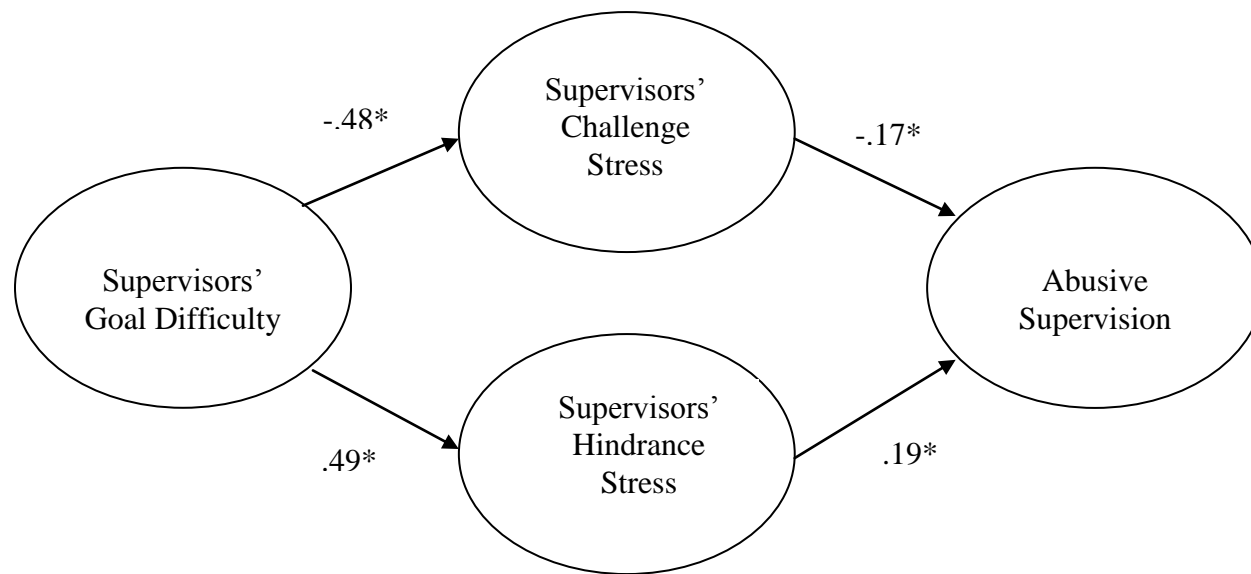 Supervisors’
Challenge
Stress
-.48*
-.17*
Supervisors’
Goal Difficulty
Abusive
Supervision
Supervisors’
Hindrance
Stress
.49*
.19*